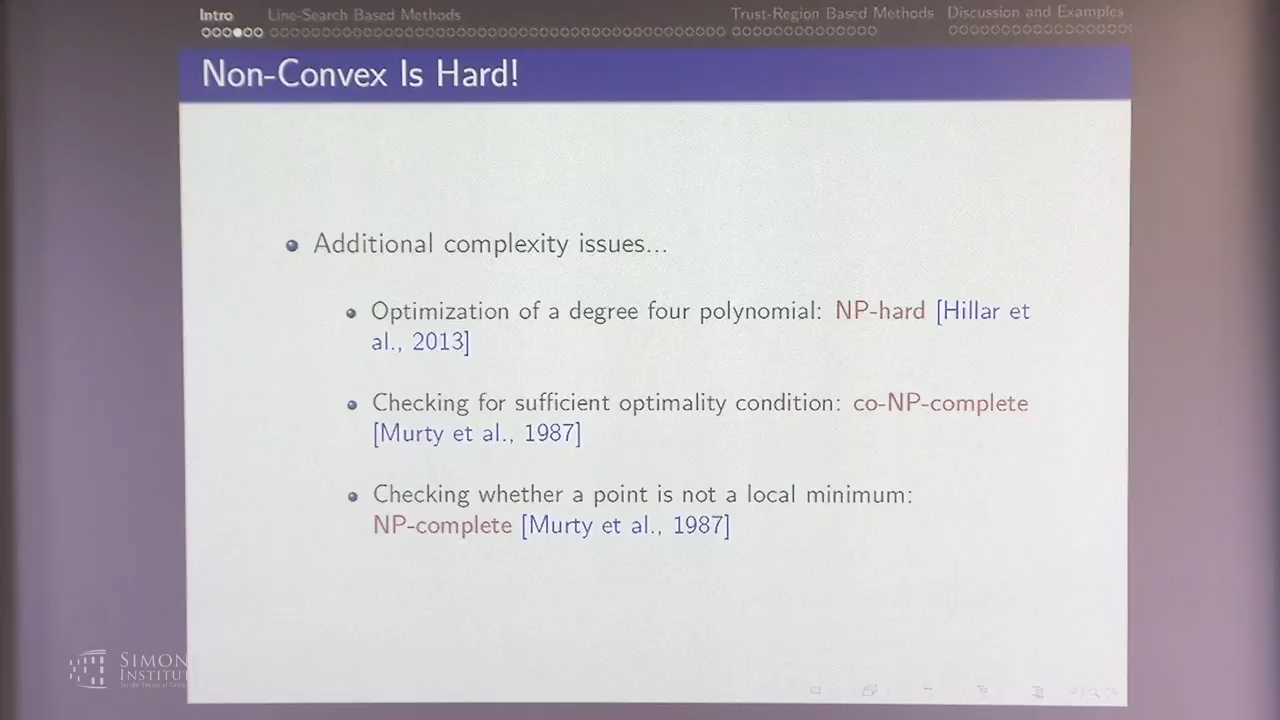 Intro Line-Search Based Methods Trust-Region Based Methods Discussion and Examples
Non-Convex Is Hard!
Additional complexity issues...
Optimization of a degree four polynomial: NP-hard [Hillar et
al., 2013]
Checking for sufficient optimality condition: co-NP-complete
[Murty et al., 1987]
Checking whether a point is not a local minimum:
NP-complete [Murty et al., 1987]
SIMON
INSTITUT